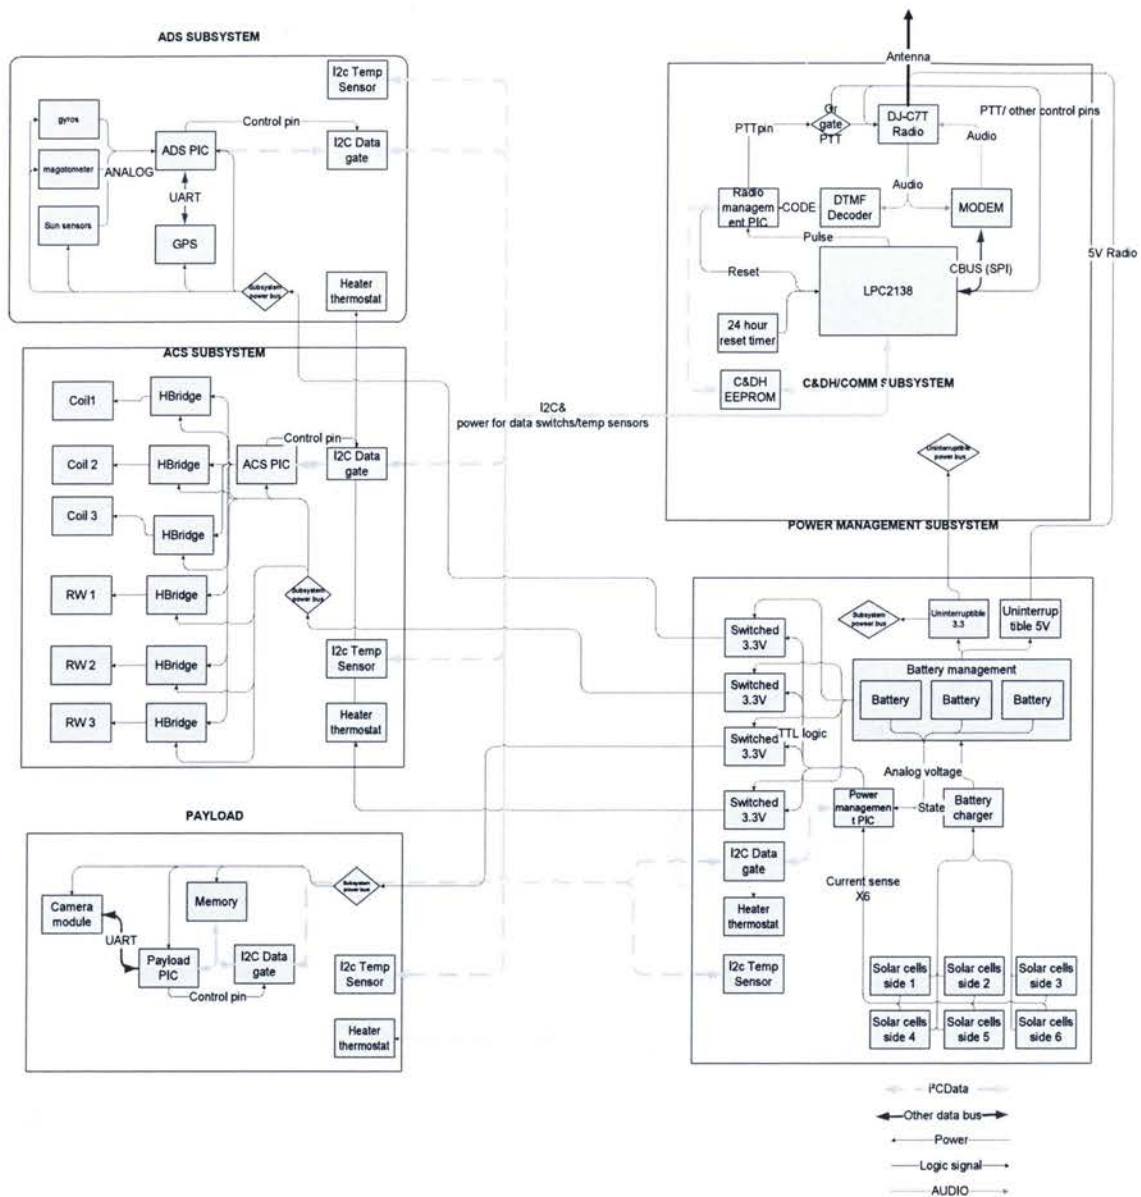 ADS SUBSYSTEM
I2c Temp
Sensor
gyros
Control pin
ADS PIC
I2C Data
gate
magotometer
ANALOG
UART
Sun sensors
GPS
Subsystem
power bus
Heater
thermostat
ACS SUBSYSTEM
Coil1
HBridge
Control pin
Coil 2
HBridge
ACS PIC
I2C Data
gate
Coil 3
HBridge
RW 1
HBridge
Subsystem
power bus
RW 2
HBridge
I2c Temp
Sensor
RW 3
HBridge
Heater
thermostat
PAYLOAD
Subsystem
power bus
Camera
module
Memory
UART
Payload
PIC
I2C Data
gate
Control pin
I2c Temp
Sensor
Heater
thermostat
I2C&
power for data switchs/temp sensors
Antenna
Or
gate
PTT
DJ-C7T
Radio
PTT/ other control pins
PTTpin
Audio
Audio
Radio
manage
ment PIC
CODE
DTMF
Decoder
MODEM
Pulse
5V Radio
Reset
CBUS (SPI)
LPC2138
24 hour
reset timer
C&DH
EEPROM
C&DH/COMM SUBSYSTEM
Uninterruptible
power bus
POWER MANAGEMENT SUBSYSTEM
Switched
3.3V
Subsystem
power bus
Uninterruptible
3.3
Uninterrup
tible 5V
Battery management
Switched
3.3V
Battery
Battery
Battery
Switched
3.3V
TTL logic
Analog voltage
Switched
3.3V
Power
managemen
t PIC
State
Battery
charger
I2C Data
gate
Current sense
X6
Heater
thermostat
I2c Temp
Sensor
Solar cells
side 1
Solar cells
side 2
Solar cells
side 3
Solar cells
side 4
Solar cells
side 5
Solar cells
side 6
I²CData
Other data bus
Power
Logic signal
AUDIO